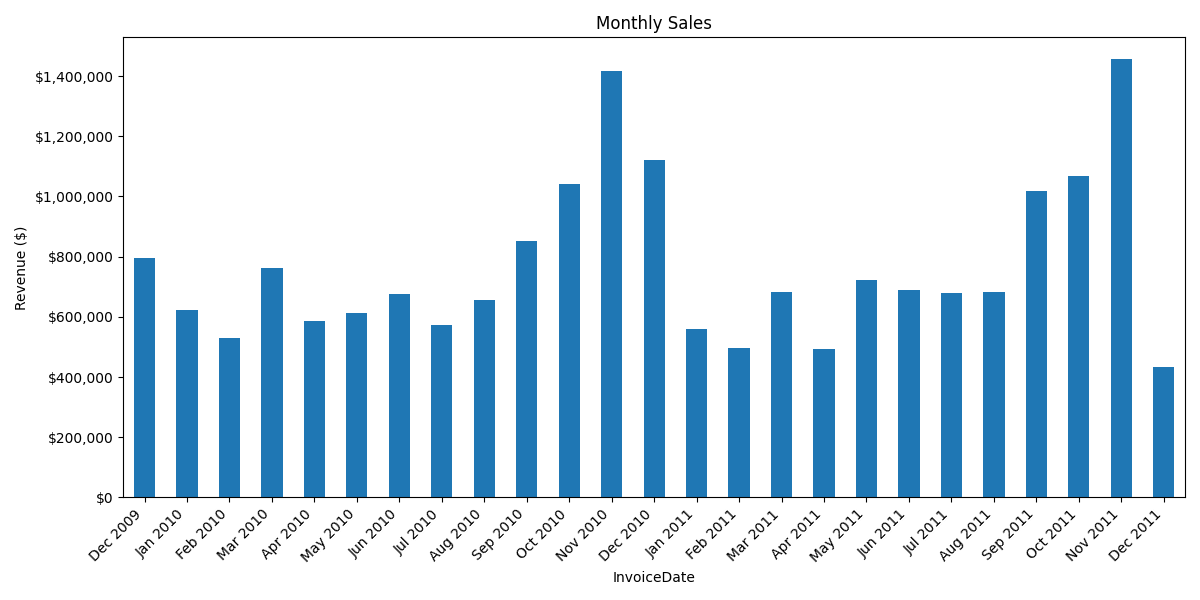 Monthly Sales
Revenue ($)
$1,400,000
$1,200,000
$1,000,000
$800,000
$600,000
$400,000
$200,000
$0
Dec 2009
Jan 2010
Feb 2010
Mar 2010
Apr 2010
May 2010
Jun 2010
Jul 2010
Aug 2010
Sep 2010
Oct 2010
Nov 2010
Dec 2010
Jan 2011
Feb 2011
Mar 2011
Apr 2011
May 2011
Jun 2011
Jul 2011
Aug 2011
Sep 2011
Oct 2011
Nov 2011
Dec 2011
InvoiceDate